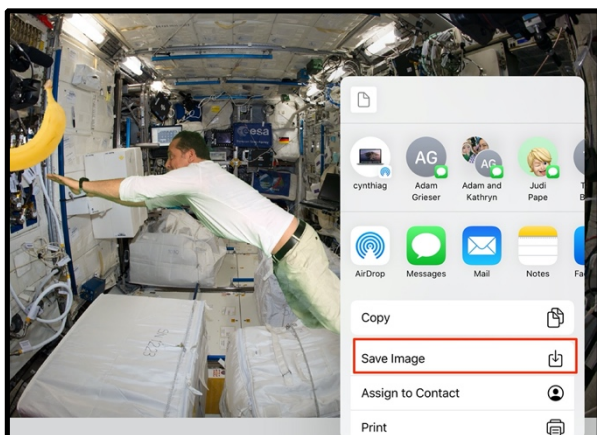 esa
cynthiag
AG
Adam
Grieser
AG
Adam and
Kathryn
Judi
Pape
AirDrop
Messages
Mail
Notes
Copy
Save Image
Assign to Contact
Print